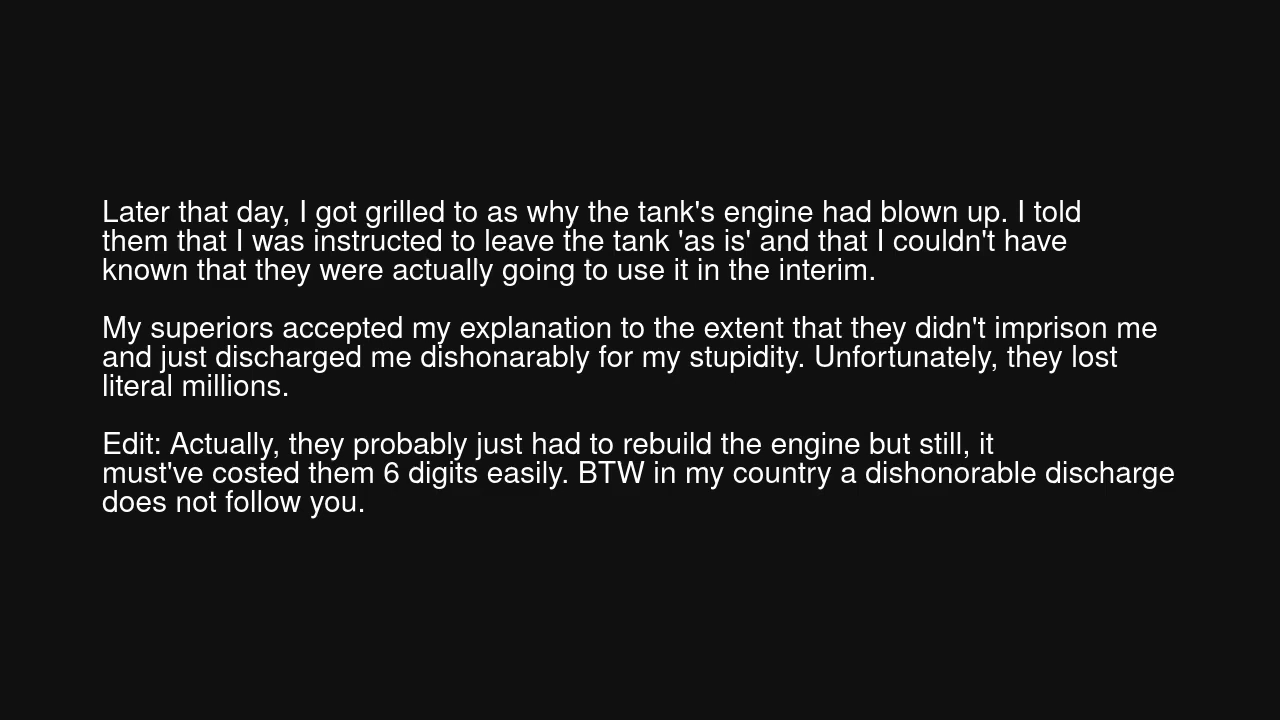 Later that day, I got grilled to as why the tank's engine had blown up. I told
them that I was instructed to leave the tank 'as is' and that I couldn't have
known that they were actually going to use it in the interim.
My superiors accepted my explanation to the extent that they didn't imprison me
and just discharged me dishonarably for my stupidity. Unfortunately, they lost
literal millions.
Edit: Actually, they probably just had to rebuild the engine but still, it
must've costed them 6 digits easily. BTW in my country a dishonorable discharge
does not follow you.